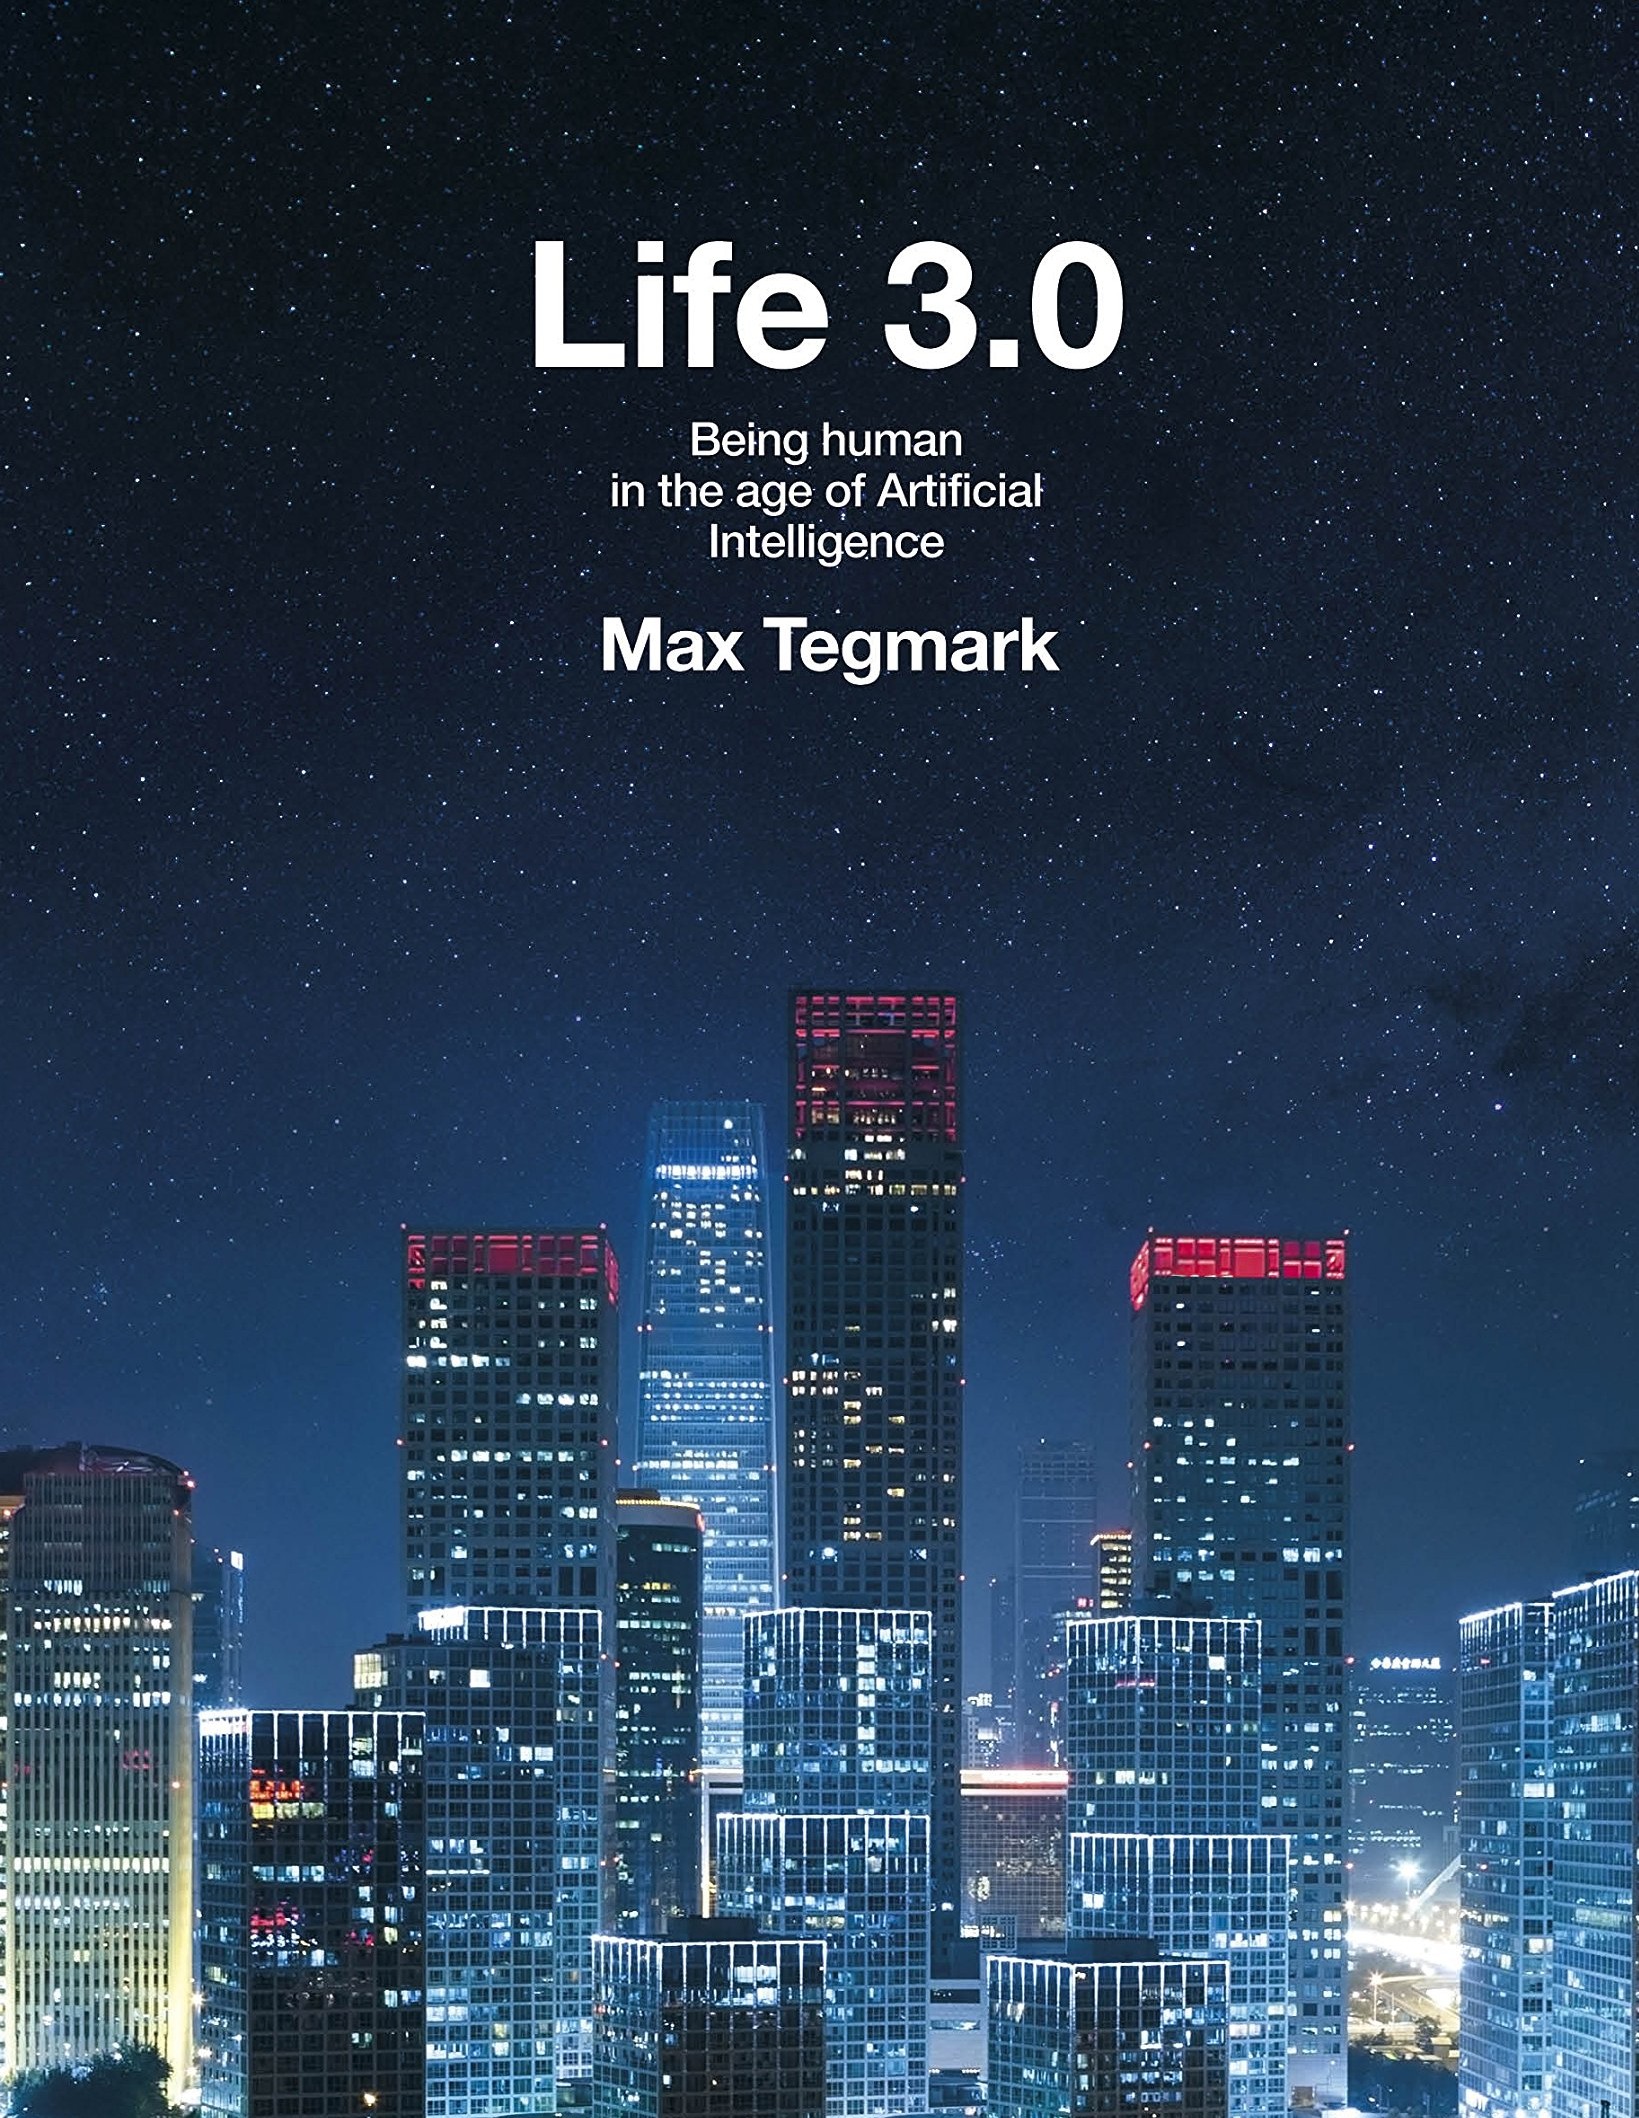 Life 3.0
Being human
in the age of Artificial
Intelligence
Max Tegmark